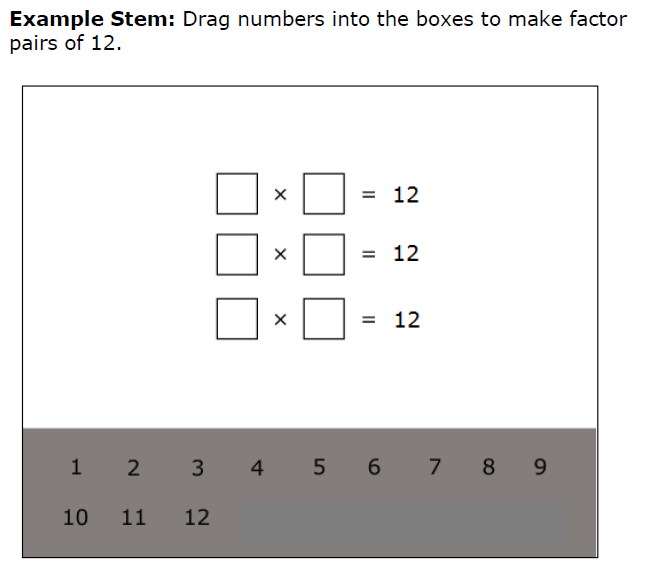 Example Stem: Drag numbers into the boxes to make factor
pairs of 12.
× = 12
× = 12
× = 12
1 2 3 4 5 6 7 8 9
10 11 12